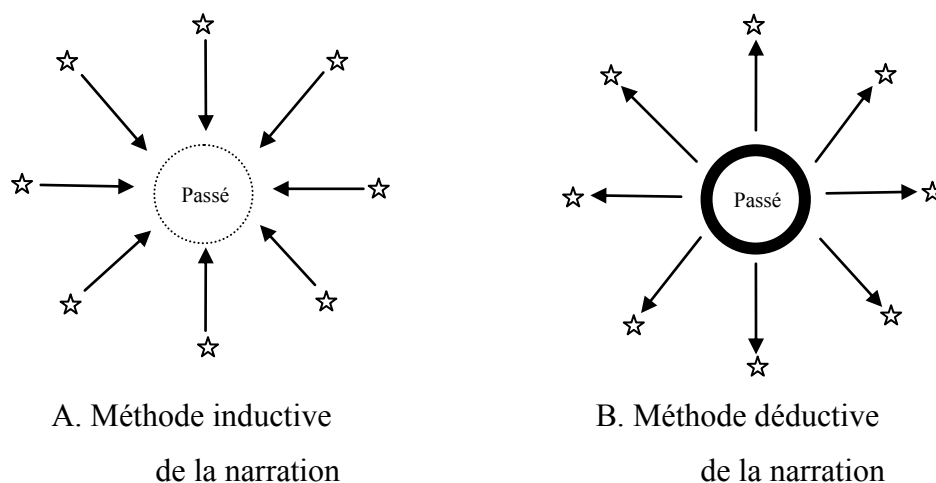 Passé
Passé
A. Méthode inductive
de la narration
B. Méthode déductive
de la narration